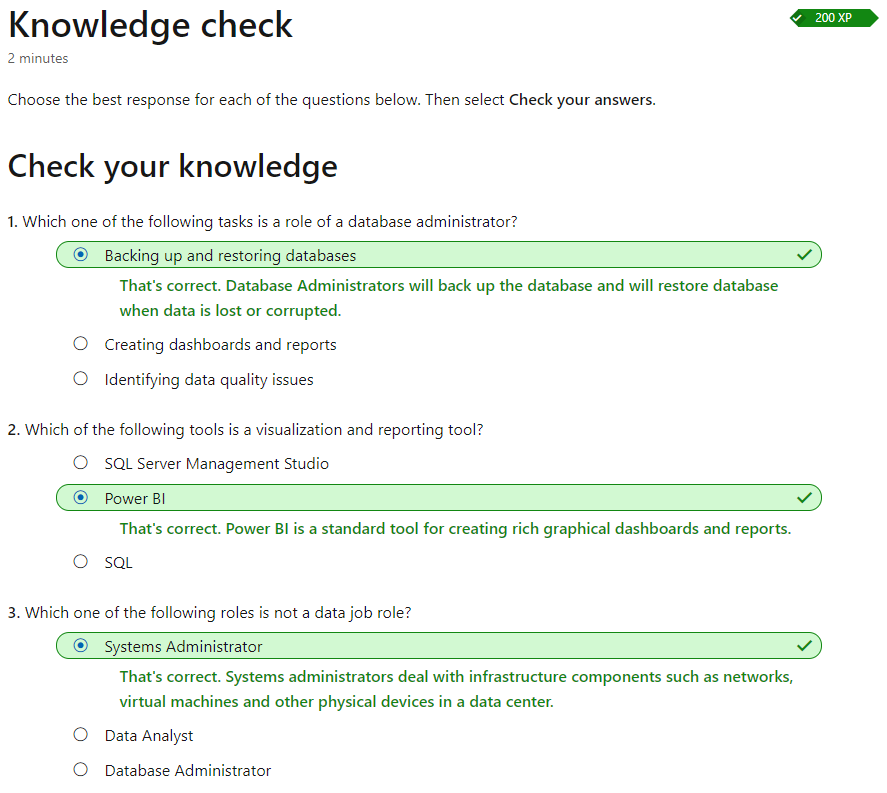 Knowledge check
200 XP
2 minutes
Choose the best response for each of the questions below. Then select Check your answers.
Check your knowledge
1. Which one of the following tasks is a role of a database administrator?
Backing up and restoring databases
That's correct. Database Administrators will back up the database and will restore database
when data is lost or corrupted.
Creating dashboards and reports
Identifying data quality issues
2. Which of the following tools is a visualization and reporting tool?
SQL Server Management Studio
Power BI
That's correct. Power BI is a standard tool for creating rich graphical dashboards and reports.
SQL
3. Which one of the following roles is not a data job role?
Systems Administrator
That's correct. Systems administrators deal with infrastructure components such as networks,
virtual machines and other physical devices in a data center.
Data Analyst
Database Administrator